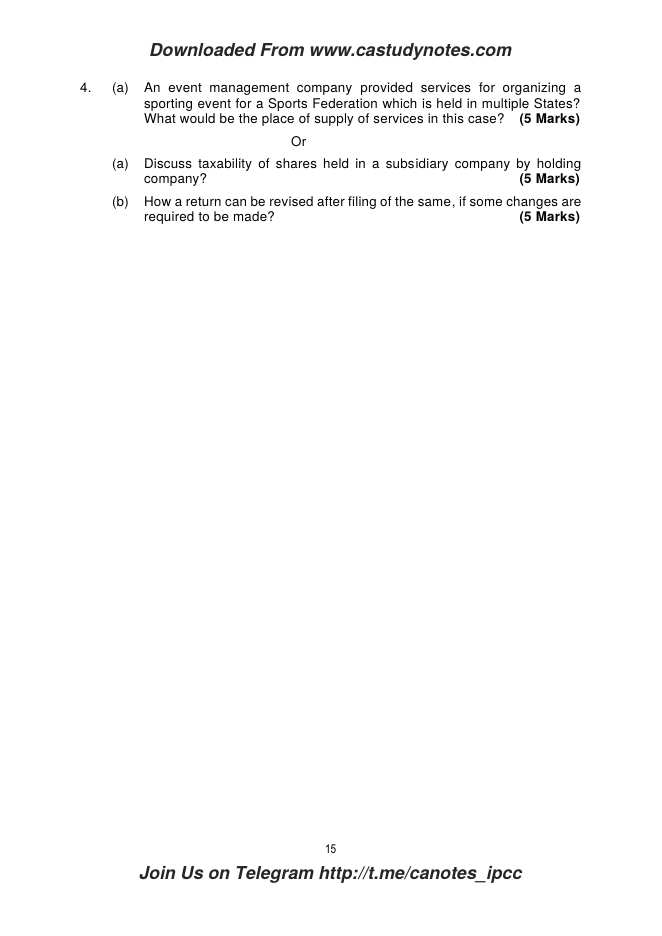 Downloaded From www.castudynotes.com
4. (a) An event management company provided services for organizing a
sporting event for a Sports Federation which is held in multiple States?
What would be the place of supply of services in this case? (5 Marks)
Or
(a) Discuss taxability of shares held in a subsidiary company by holding
company? (5 Marks)
(b) How a return can be revised after filing of the same, if some changes are
required to be made? (5 Marks)
15
Join Us on Telegram http://t.me/canotes_ipcc